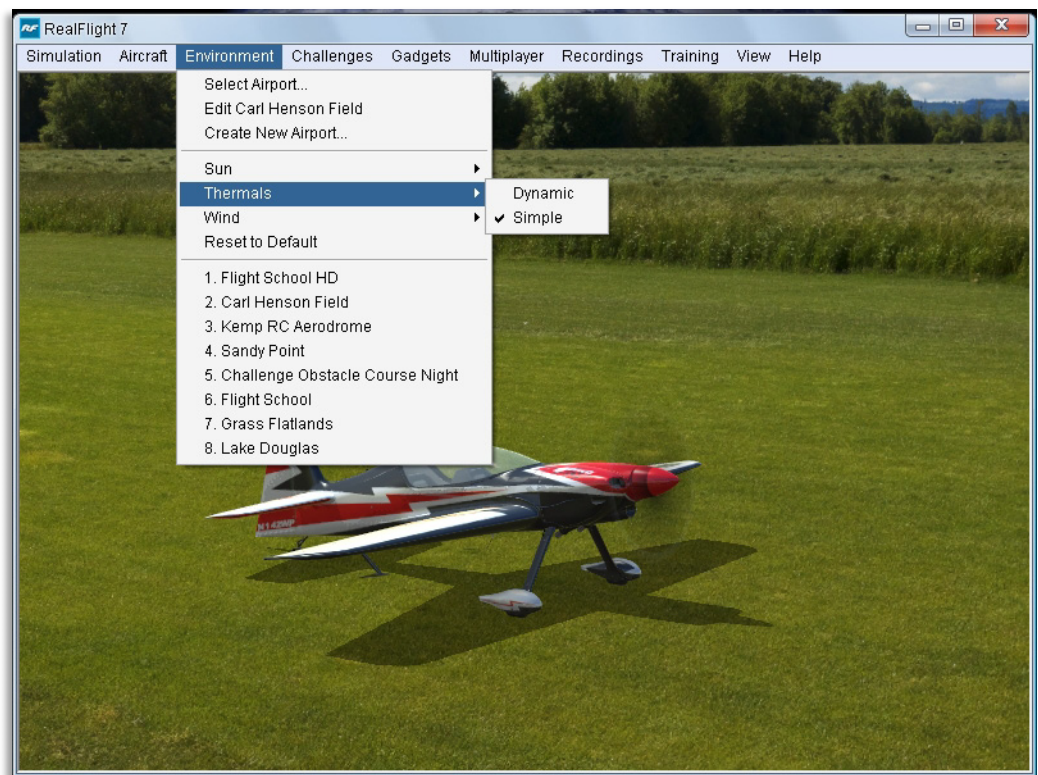 RealFlight 7
Simulation Aircraft Environment Challenges Gadgets Multiplayer Recordings Training View Help
Select Airport...
Edit Carl Henson Field
Create New Airport...
Sun
Thermals
Dynamic
Wind
Simple
Reset to Default
1. Flight School HD
2. Carl Henson Field
3. Kemp RC Aerodrome
4. Sandy Point
5. Challenge Obstacle Course Night
6. Flight School
7. Grass Flatlands
8. Lake Douglas
N142WP